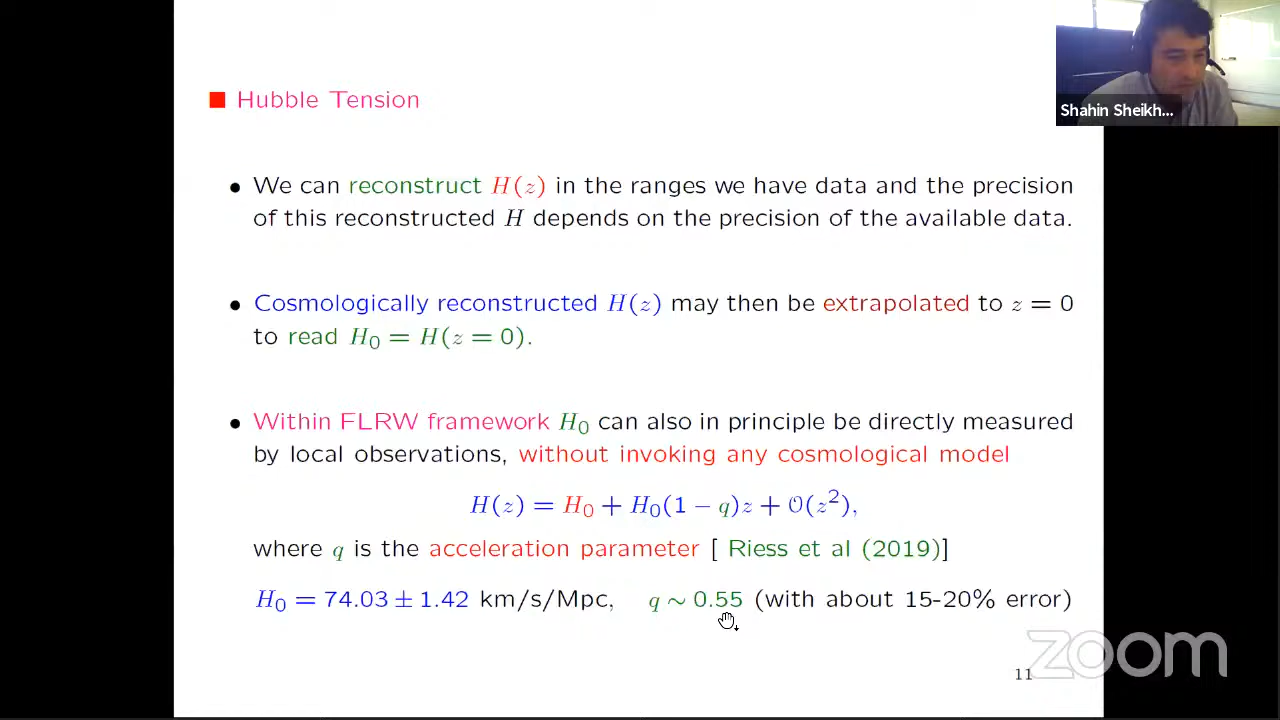 Hubble Tension
Shahin Sheikh...
• We can reconstruct H(z) in the ranges we have data and the precision
of this reconstructed H depends on the precision of the available data.
• Cosmologically reconstructed H(z) may then be extrapolated to z = 0
to read H₀ = H(z = 0).
• Within FLRW framework H₀ can also in principle be directly measured
by local observations, without invoking any cosmological model
H(z) = H₀ + H₀(1 − q)z + O(z²),
where q is the acceleration parameter [ Riess et al (2019)]
H₀ = 74.03 ± 1.42 km/s/Mpc, q ∼ 0.55 (with about 15-20% error)
zoom
11